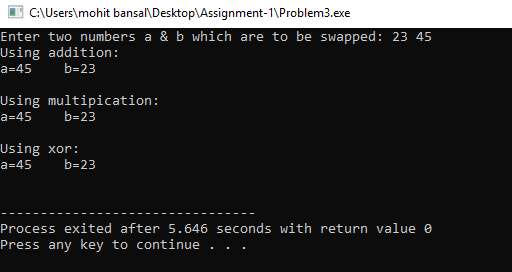 C:\Users\mohit bansal\Desktop\Assignment-1\Problem3.exe
Enter two numbers a & b which are to be swapped: 23 45
Using addition:
a=45    b=23
Using multipication:
a=45    b=23
Using xor:
a=45    b=23
--------------------------------
Process exited after 5.646 seconds with return value 0
Press any key to continue . . .